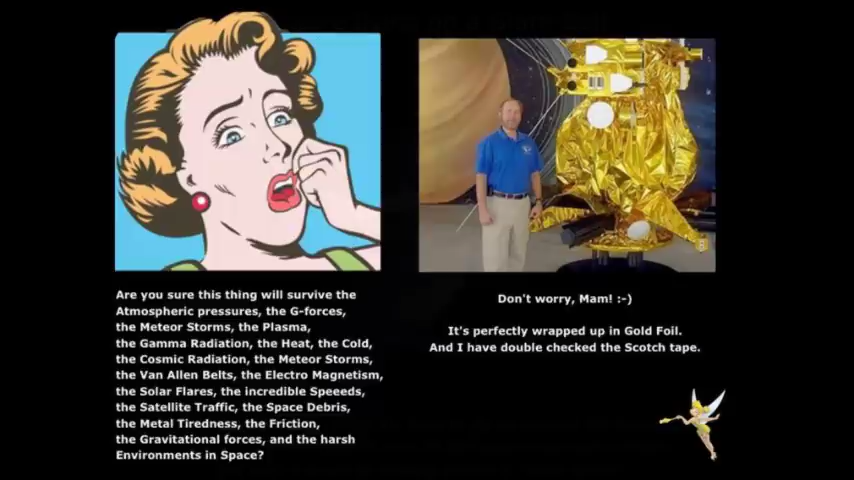 Are you sure this thing will survive the
Atmospheric pressures, the G-forces,
the Meteor Storms, the Plasma,
the Gamma Radiation, the Heat, the Cold,
the Cosmic Radiation, the Meteor Storms,
the Van Allen Belts, the Electro Magnetism,
the Solar Flares, the incredible Speeeds,
the Satellite Traffic, the Space Debris,
the Metal Tiredness, the Friction,
the Gravitational forces, and the harsh
Environments in Space?
Don't worry, Mam! :-)
It's perfectly wrapped up in Gold Foil.
And I have double checked the Scotch tape.